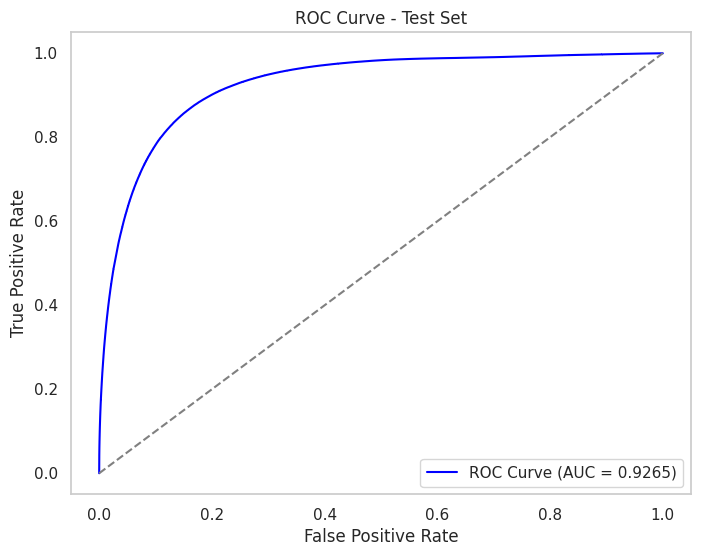 ROC Curve - Test Set
True Positive Rate
1.0
0.8
0.6
0.4
0.2
0.0
ROC Curve (AUC = 0.9265)
0.0 0.2 0.4 0.6 0.8 1.0
False Positive Rate